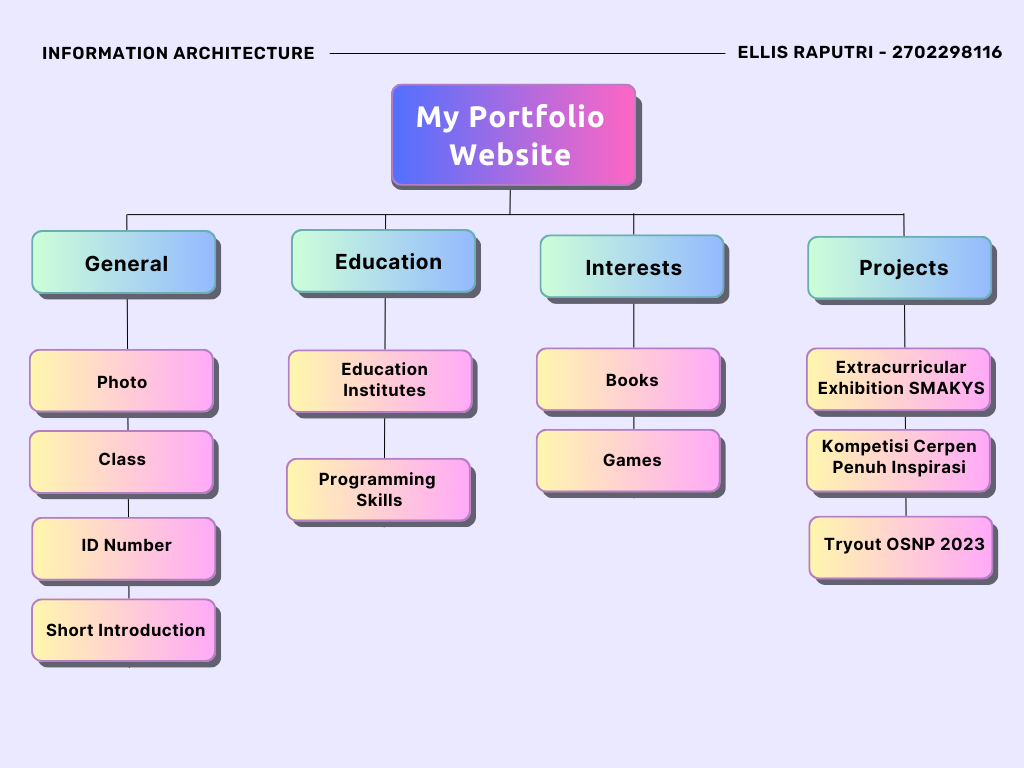 INFORMATION ARCHITECTURE
ELLIS RAPUTRI - 2702298116
My Portfolio
Website
General
Photo
Class
ID Number
Short Introduction
Education
Education
Institutes
Programming
Skills
Interests
Books
Games
Projects
Extracurricular
Exhibition SMAKYS
Kompetisi Cerpen
Penuh Inspirasi
Tryout OSNP 2023